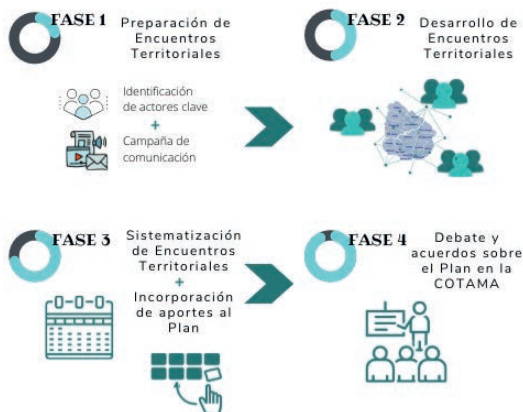 FASE 1
Preparación de
Encuentros
Territoriales
Identificación
de actores clave
+
Campaña de
comunicación
FASE 2
Desarrollo de
Encuentros
Territoriales
FASE 3
Sistematización
de Encuentros
Territoriales
+
Incorporación
de aportes al
Plan
FASE 4
Debate y
acuerdos sobre
el Plan en la
COTAMA